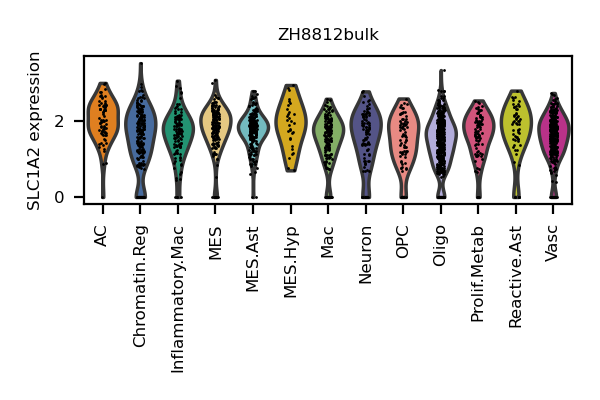 ZH8812bulk
SLC1A2 expression
2
0
AC
Chromatin.Reg
Inflammatory.Mac
MES
MES.Ast
MES.Hyp
Mac
Neuron
OPC
Oligo
Prolif.Metab
Reactive.Ast
Vasc